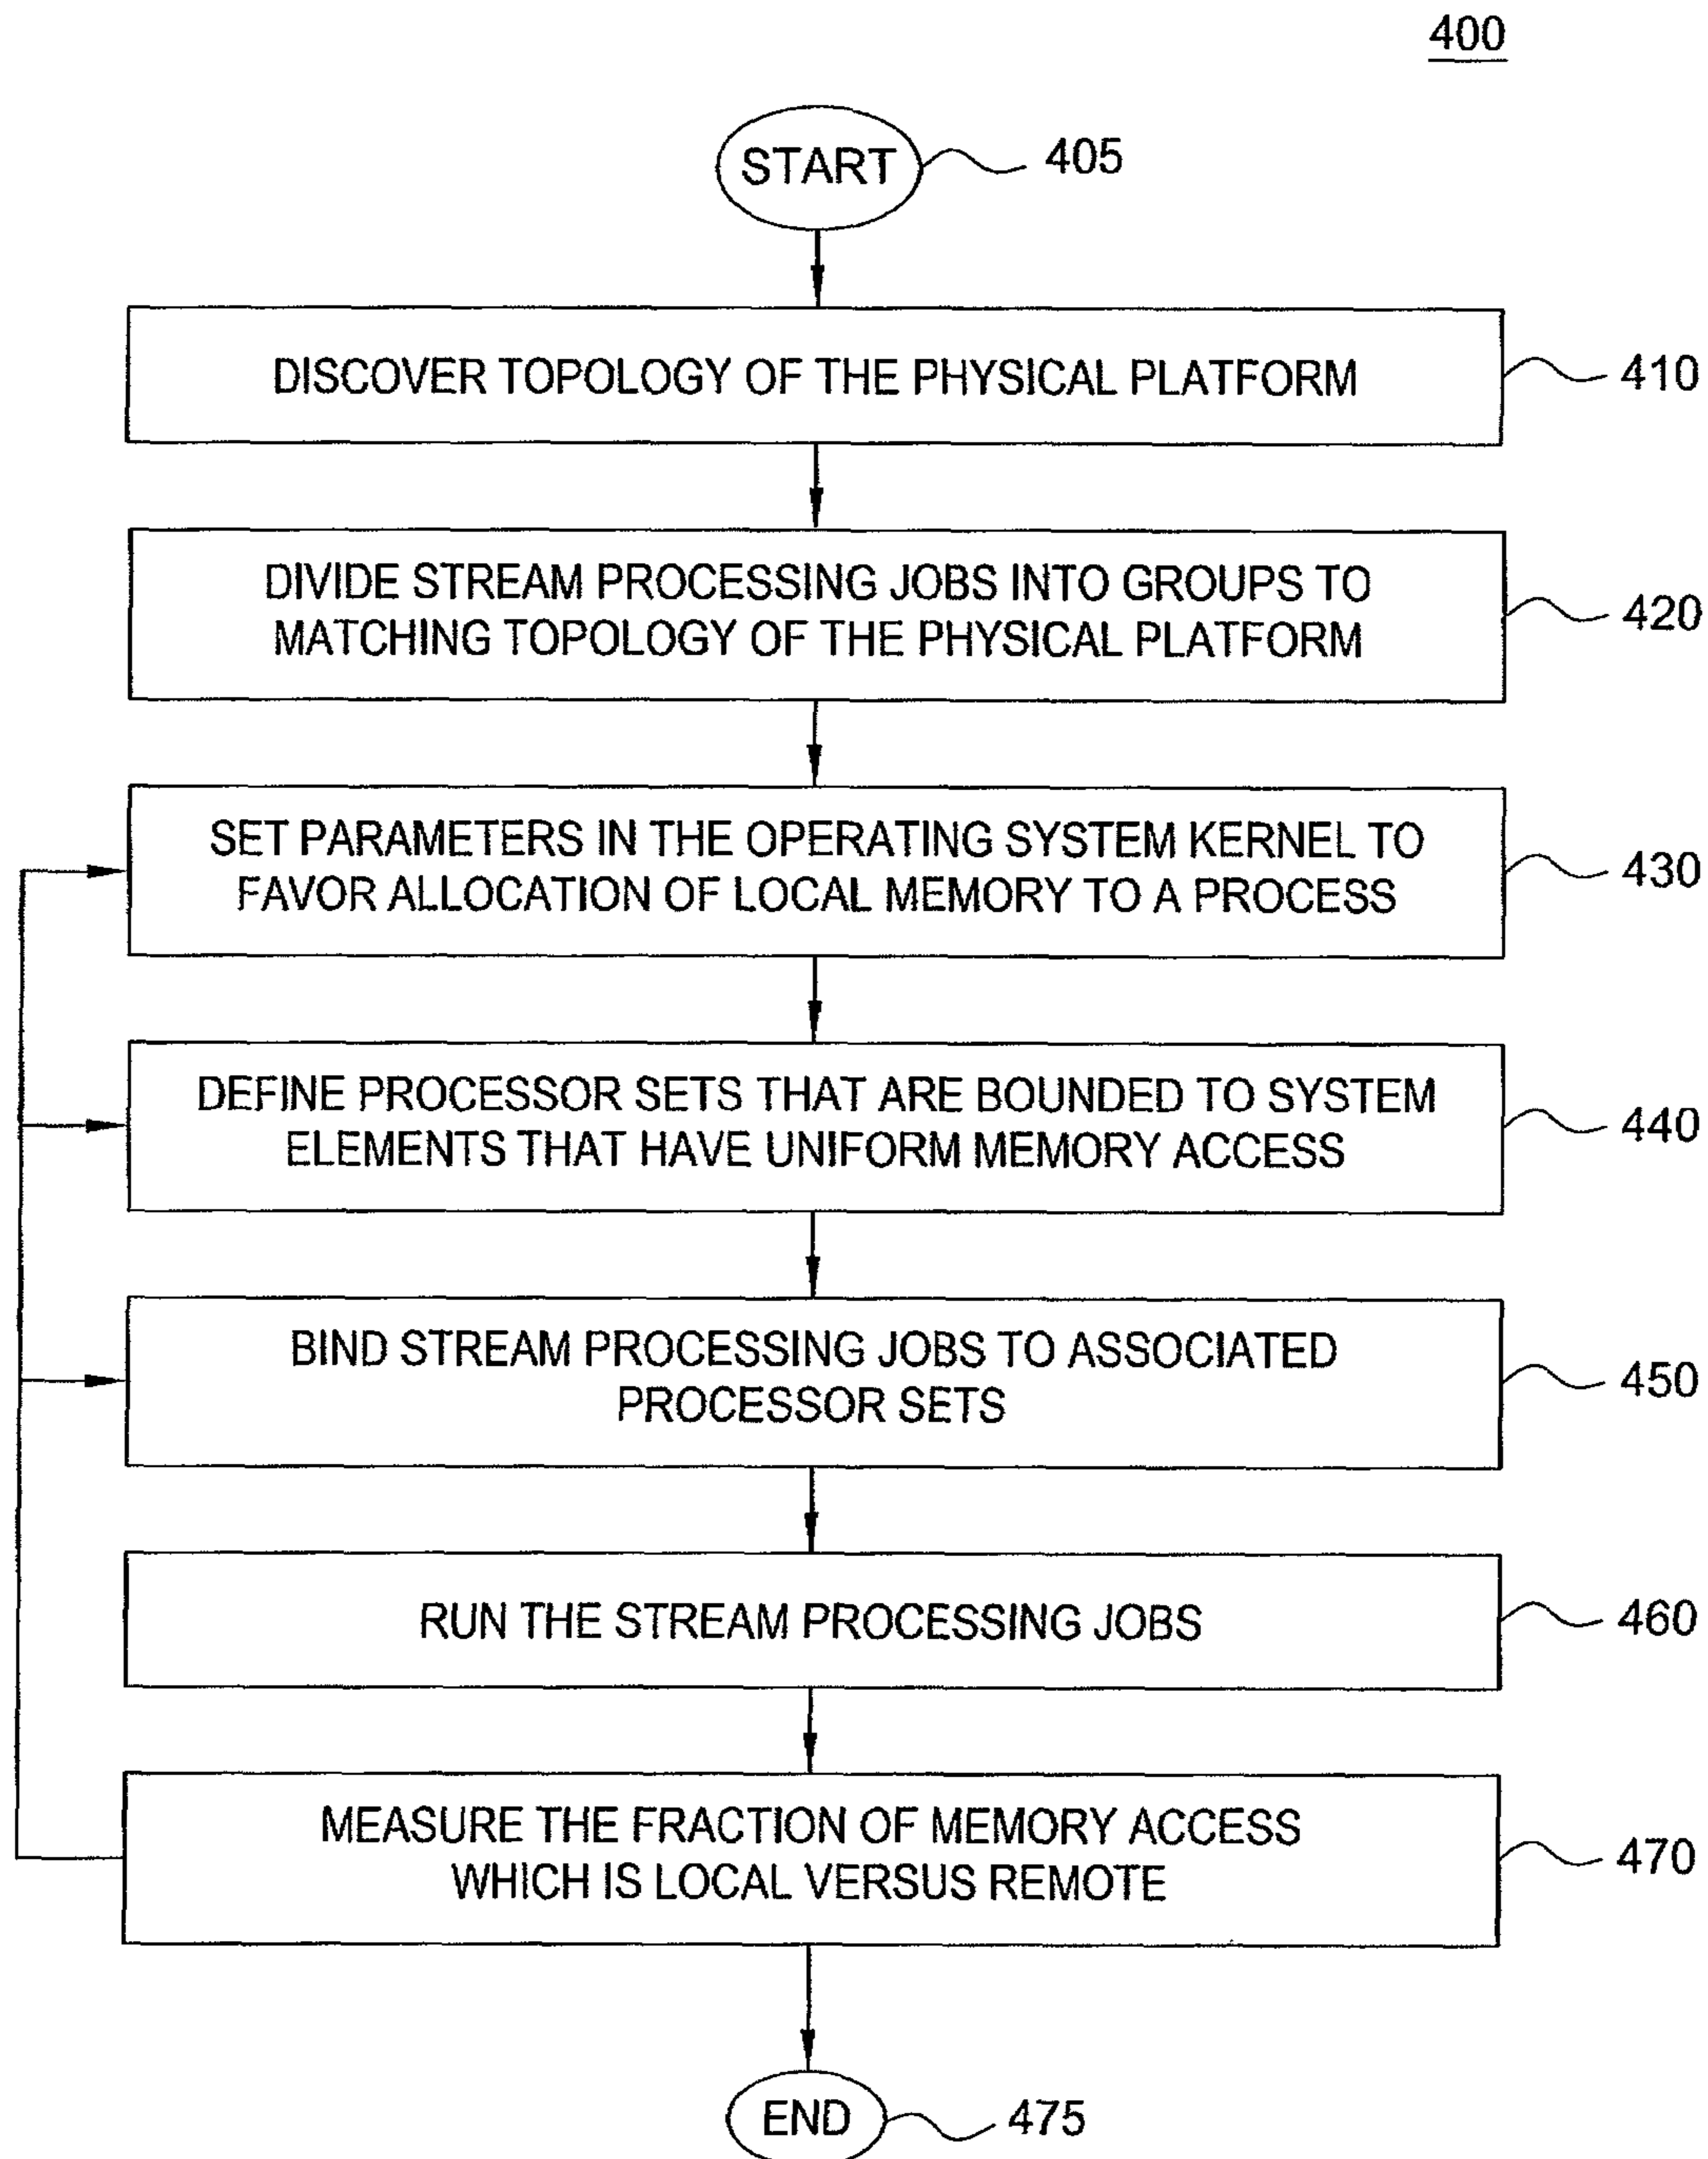 400
START
405
DISCOVER TOPOLOGY OF THE PHYSICAL PLATFORM
410
DIVIDE STREAM PROCESSING JOBS INTO GROUPS TO
MATCHING TOPOLOGY OF THE PHYSICAL PLATFORM
420
SET PARAMETERS IN THE OPERATING SYSTEM KERNEL TO
FAVOR ALLOCATION OF LOCAL MEMORY TO A PROCESS
430
DEFINE PROCESSOR SETS THAT ARE BOUNDED TO SYSTEM
ELEMENTS THAT HAVE UNIFORM MEMORY ACCESS
440
BIND STREAM PROCESSING JOBS TO ASSOCIATED
PROCESSOR SETS
450
RUN THE STREAM PROCESSING JOBS
460
MEASURE THE FRACTION OF MEMORY ACCESS
WHICH IS LOCAL VERSUS REMOTE
470
END
475